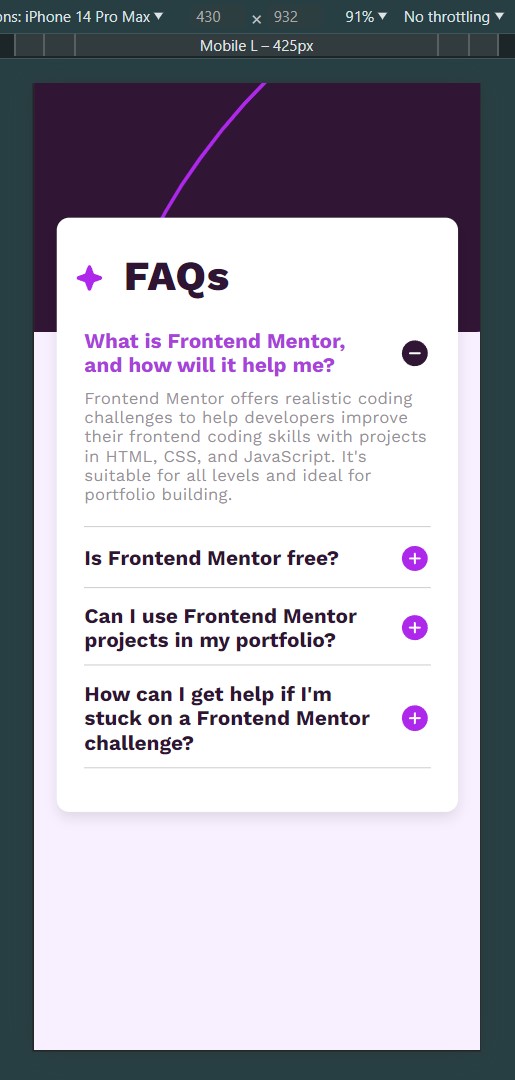 ons: iPhone 14 Pro Max ▼ 430 × 932 91% ▼ No throttling ▼
Mobile L – 425px
FAQs
What is Frontend Mentor,
and how will it help me?
Frontend Mentor offers realistic coding
challenges to help developers improve
their frontend coding skills with projects
in HTML, CSS, and JavaScript. It's
suitable for all levels and ideal for
portfolio building.
Is Frontend Mentor free?
Can I use Frontend Mentor
projects in my portfolio?
How can I get help if I'm
stuck on a Frontend Mentor
challenge?